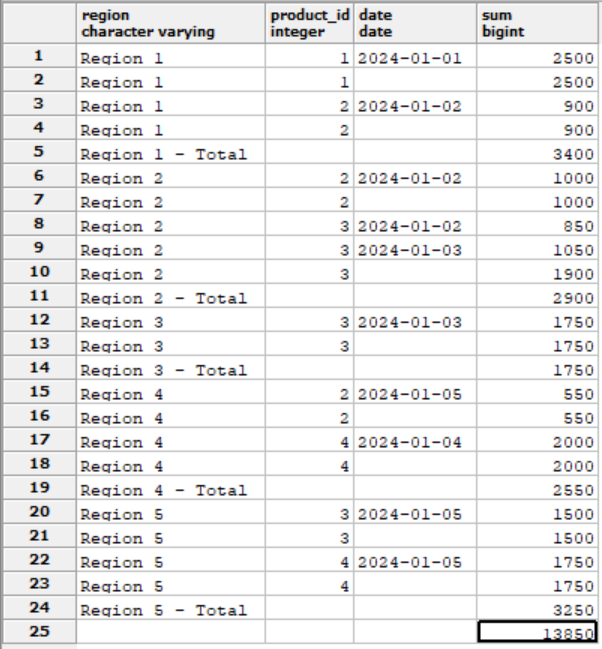 region product_id date sum
character varying integer date bigint
1 Region 1 1 2024-01-01 2500
2 Region 1 1 2500
3 Region 1 2 2024-01-02 900
4 Region 1 2 900
5 Region 1 - Total 3400
6 Region 2 2 2024-01-02 1000
7 Region 2 2 1000
8 Region 2 3 2024-01-02 850
9 Region 2 3 2024-01-03 1050
10 Region 2 3 1900
11 Region 2 - Total 2900
12 Region 3 3 2024-01-03 1750
13 Region 3 3 1750
14 Region 3 - Total 1750
15 Region 4 2 2024-01-05 550
16 Region 4 2 550
17 Region 4 4 2024-01-04 2000
18 Region 4 4 2000
19 Region 4 - Total 2550
20 Region 5 3 2024-01-05 1500
21 Region 5 3 1500
22 Region 5 4 2024-01-05 1750
23 Region 5 4 1750
24 Region 5 - Total 3250
25 13850